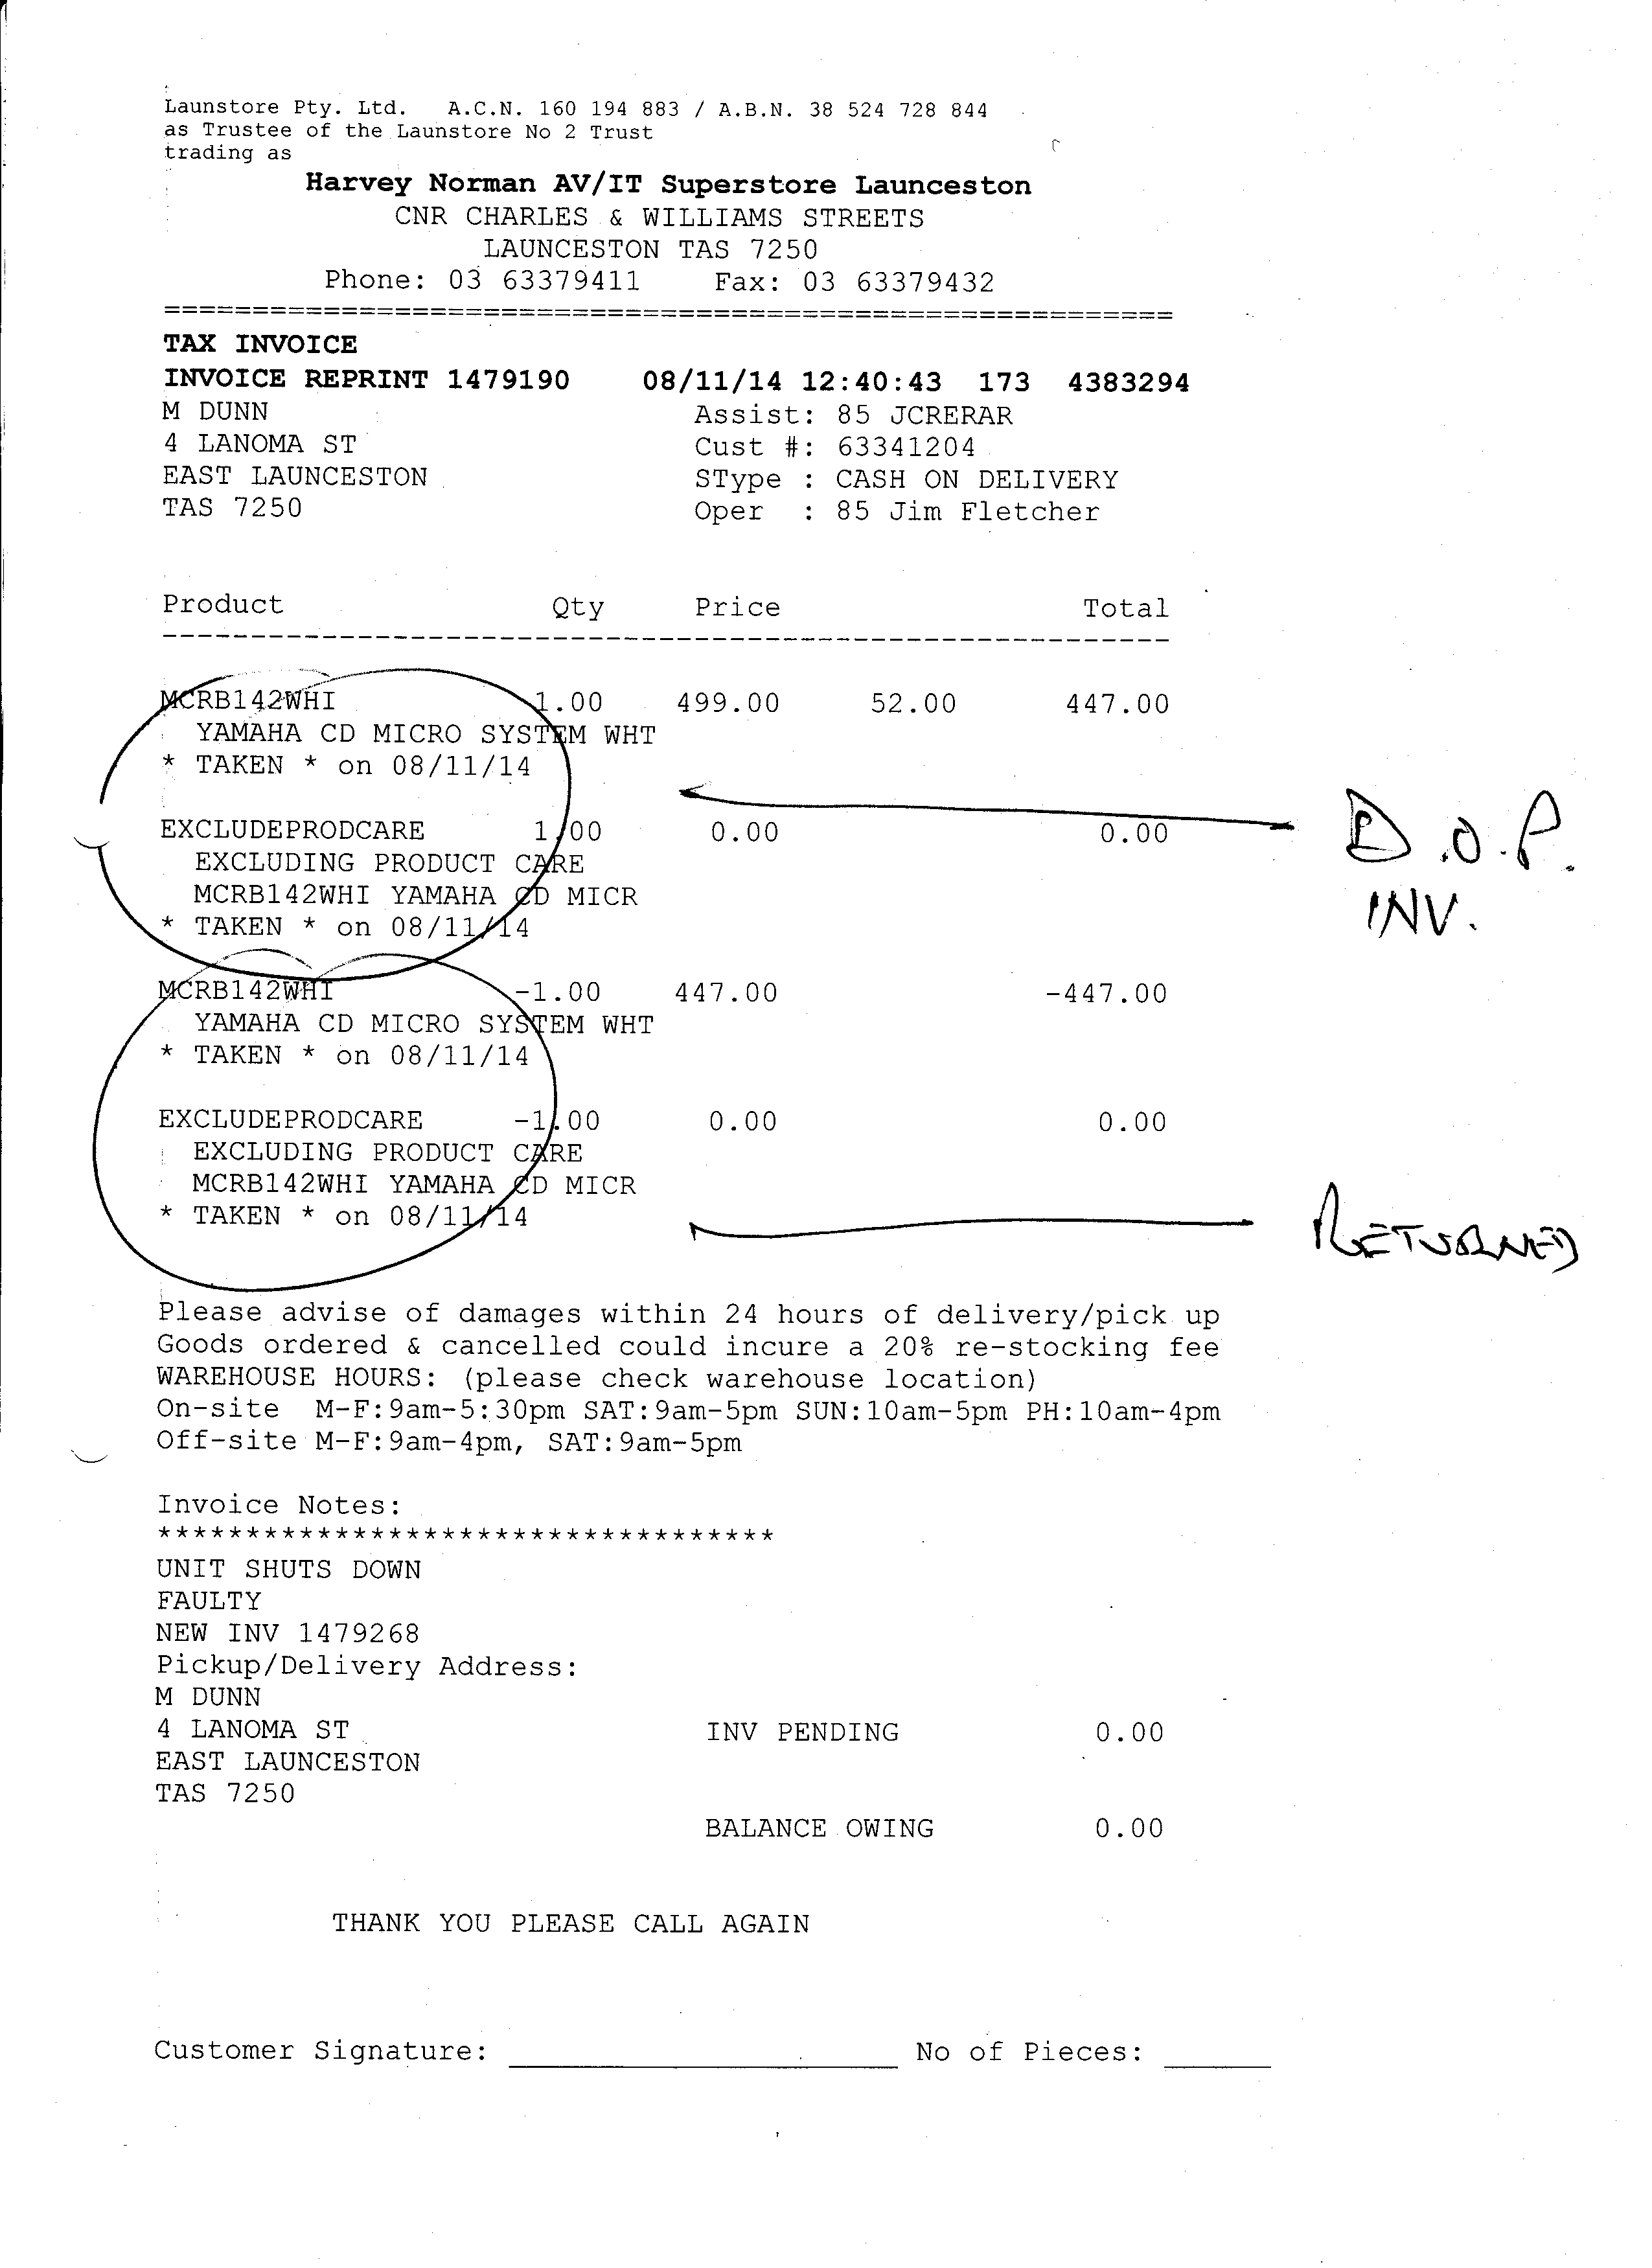 Launstore Pty. Ltd.   A.C.N. 160 194 883 / A.B.N. 38 524 728 844
as Trustee of the Launstore No 2 Trust
trading as
Harvey Norman AV/IT Superstore Launceston
CNR CHARLES & WILLIAMS STREETS
LAUNCESTON TAS 7250
Phone: 03 63379411    Fax: 03 63379432
=========================================================
TAX INVOICE
INVOICE REPRINT 1479190    08/11/14 12:40:43  173  4383294
M DUNN    Assist: 85 JCRERAR
4 LANOMA ST    Cust #: 63341204
EAST LAUNCESTON    SType : CASH ON DELIVERY
TAS 7250    Oper  : 85 Jim Fletcher
Product    Qty    Price    Total
---------------------------------------------------------
MCRB142WHI    1.00    499.00    52.00    447.00
YAMAHA CD MICRO SYSTEM WHT
* TAKEN * on 08/11/14
EXCLUDEPRODCARE    1.00    0.00    0.00    D.O.P.
EXCLUDING PRODUCT CARE
MCRB142WHI YAMAHA CD MICR    INV.
* TAKEN * on 08/11/14
MCRB142WHI    -1.00    447.00    -447.00
YAMAHA CD MICRO SYSTEM WHT
* TAKEN * on 08/11/14
EXCLUDEPRODCARE    -1.00    0.00    0.00
EXCLUDING PRODUCT CARE
MCRB142WHI YAMAHA CD MICR
* TAKEN * on 08/11/14    RETURNED
Please advise of damages within 24 hours of delivery/pick up
Goods ordered & cancelled could incure a 20% re-stocking fee
WAREHOUSE HOURS: (please check warehouse location)
On-site  M-F:9am-5:30pm SAT:9am-5pm SUN:10am-5pm PH:10am-4pm
Off-site M-F:9am-4pm, SAT:9am-5pm
Invoice Notes:
***********************************
UNIT SHUTS DOWN
FAULTY
NEW INV 1479268
Pickup/Delivery Address:
M DUNN
4 LANOMA ST    INV PENDING    0.00
EAST LAUNCESTON
TAS 7250
BALANCE OWING    0.00
THANK YOU PLEASE CALL AGAIN
Customer Signature: ______________________ No of Pieces: ______